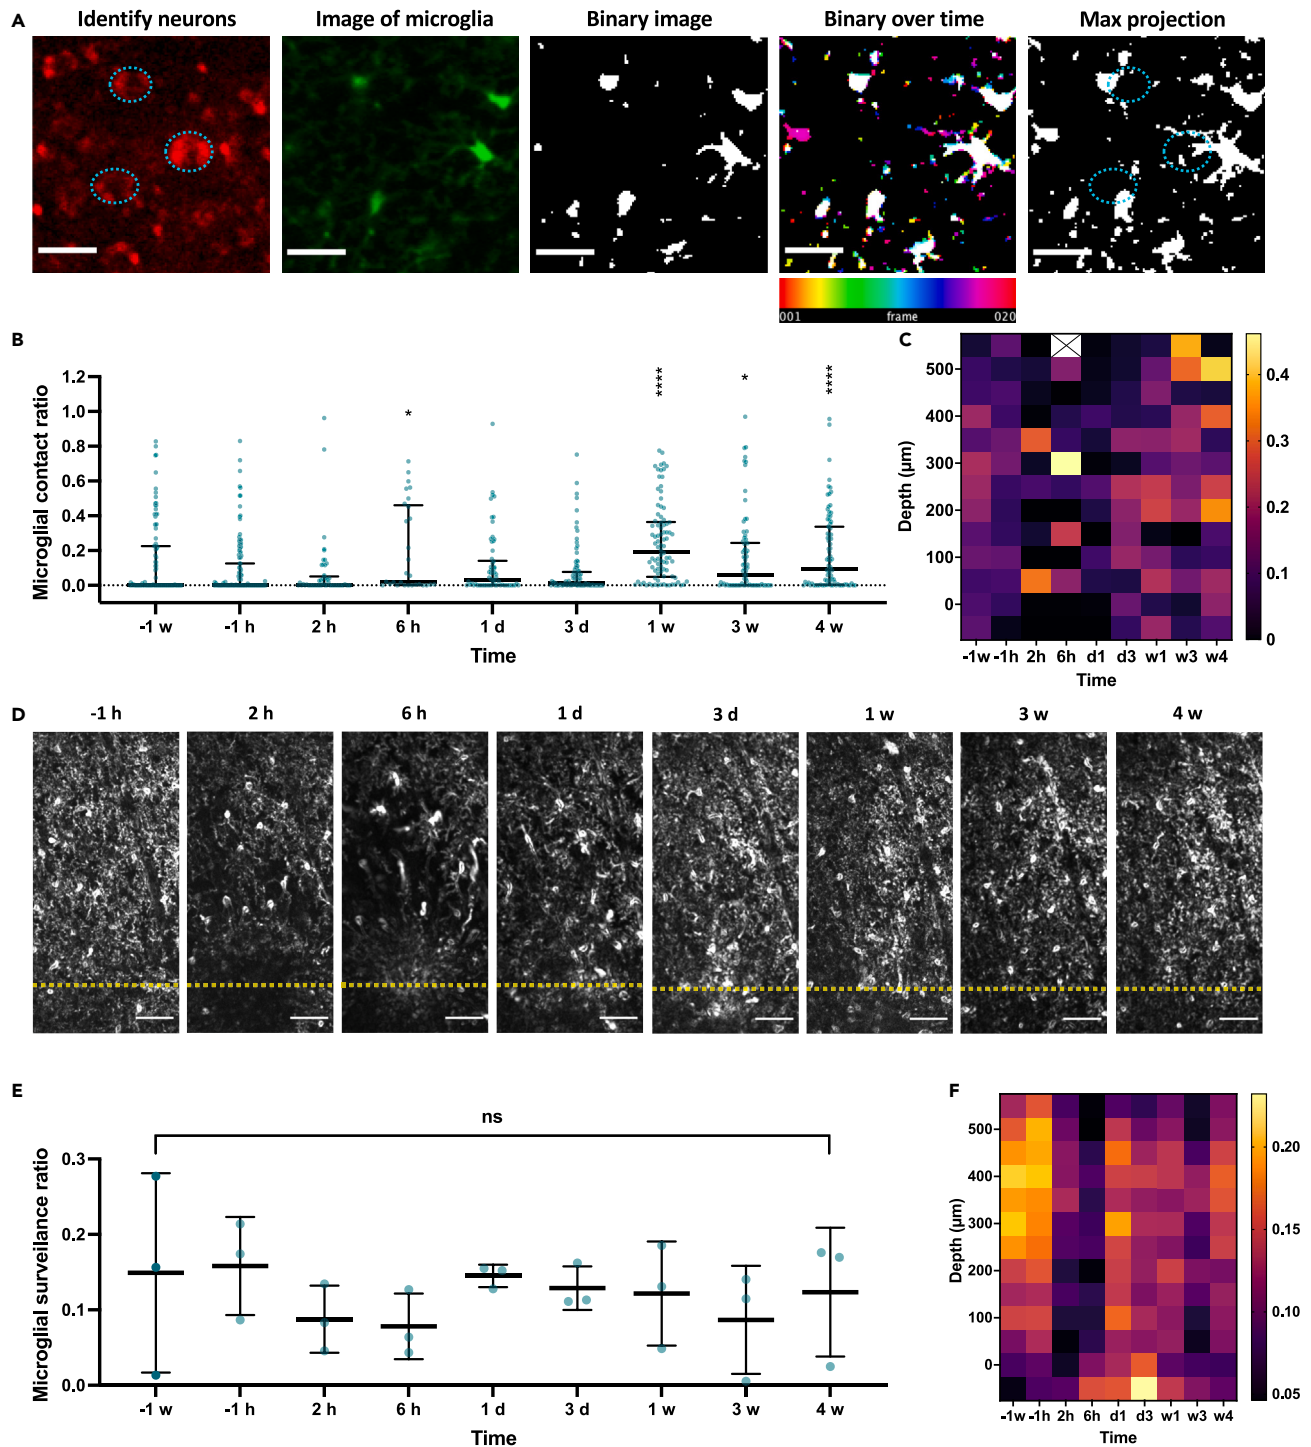 A
Identify neurons
Image of microglia
Binary image
Binary over time
Max projection
001 frame 020
B
Microglial contact ratio
1.2
1.0
0.8
0.6
0.4
0.2
0.0
*
****
*
****
-1 w -1 h 2 h 6 h 1 d 3 d 1 w 3 w 4 w
Time
C
Depth (µm)
500
400
300
200
100
0
-1w -1h 2h 6h d1 d3 w1 w3 w4
Time
0.4
0.3
0.2
0.1
0
D
-1 h 2 h 6 h 1 d 3 d 1 w 3 w 4 w
E
ns
Microglial surveilance ratio
0.3
0.2
0.1
0.0
-1 w -1 h 2 h 6 h 1 d 3 d 1 w 3 w 4 w
Time
F
Depth (µm)
500
400
300
200
100
0
-1w -1h 2h 6h d1 d3 w1 w3 w4
Time
0.20
0.15
0.10
0.05